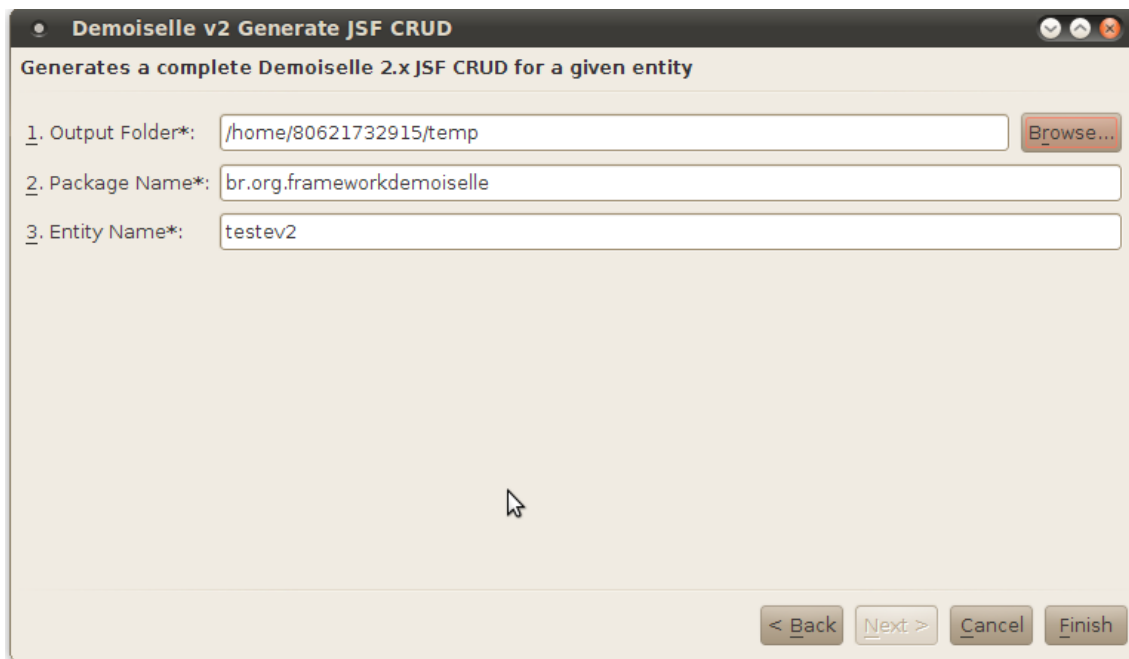 Demoiselle v2 Generate JSF CRUD
Generates a complete Demoiselle 2.x JSF CRUD for a given entity
1. Output Folder*: /home/80621732915/temp Browse...
2. Package Name*: br.org.frameworkdemoiselle
3. Entity Name*: testev2
< Back Next > Cancel Finish